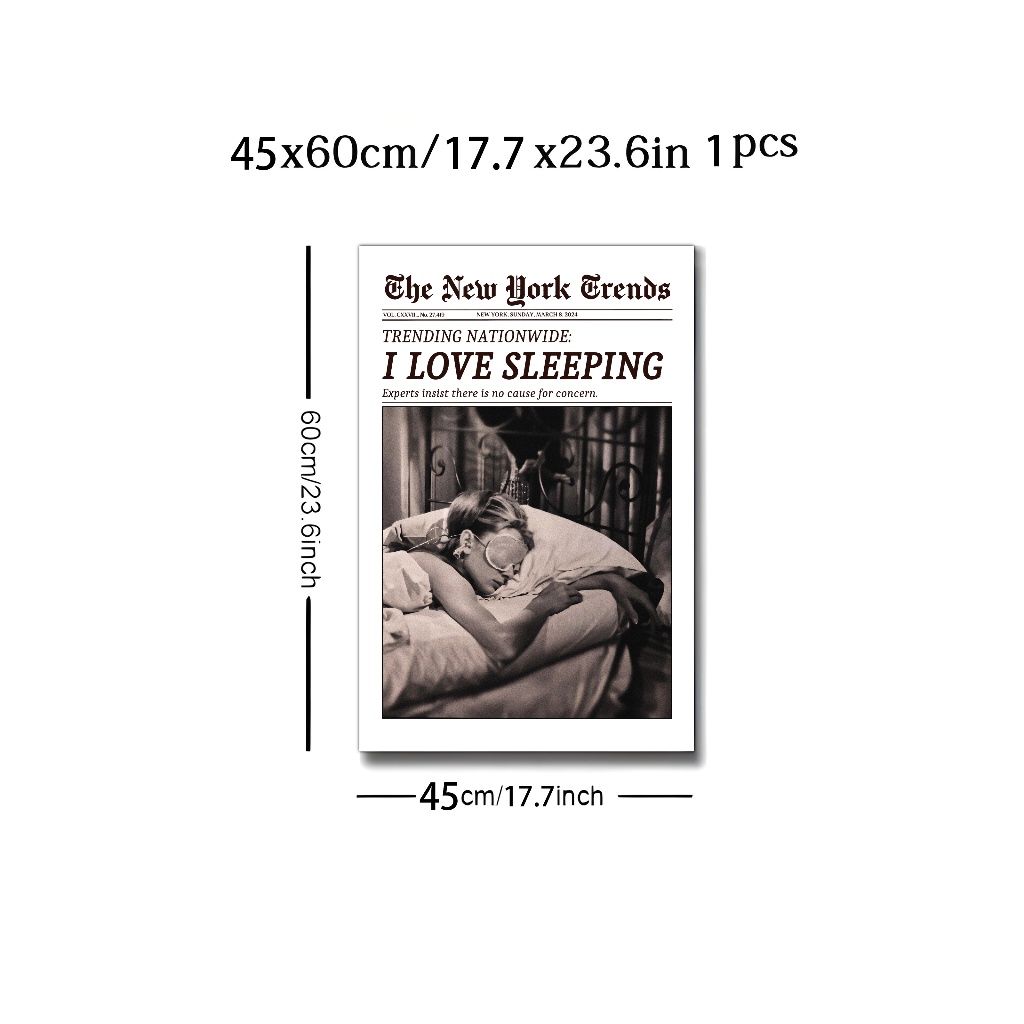 45x60cm/17.7 x23.6in 1pcs
The New York Trends
VOL. CXXVII... No. 27.419 NEW YORK, SUNDAY, MARCH 8, 2024
TRENDING NATIONWIDE:
I LOVE SLEEPING
Experts insist there is no cause for concern.
60cm/23.6inch
45cm/17.7inch